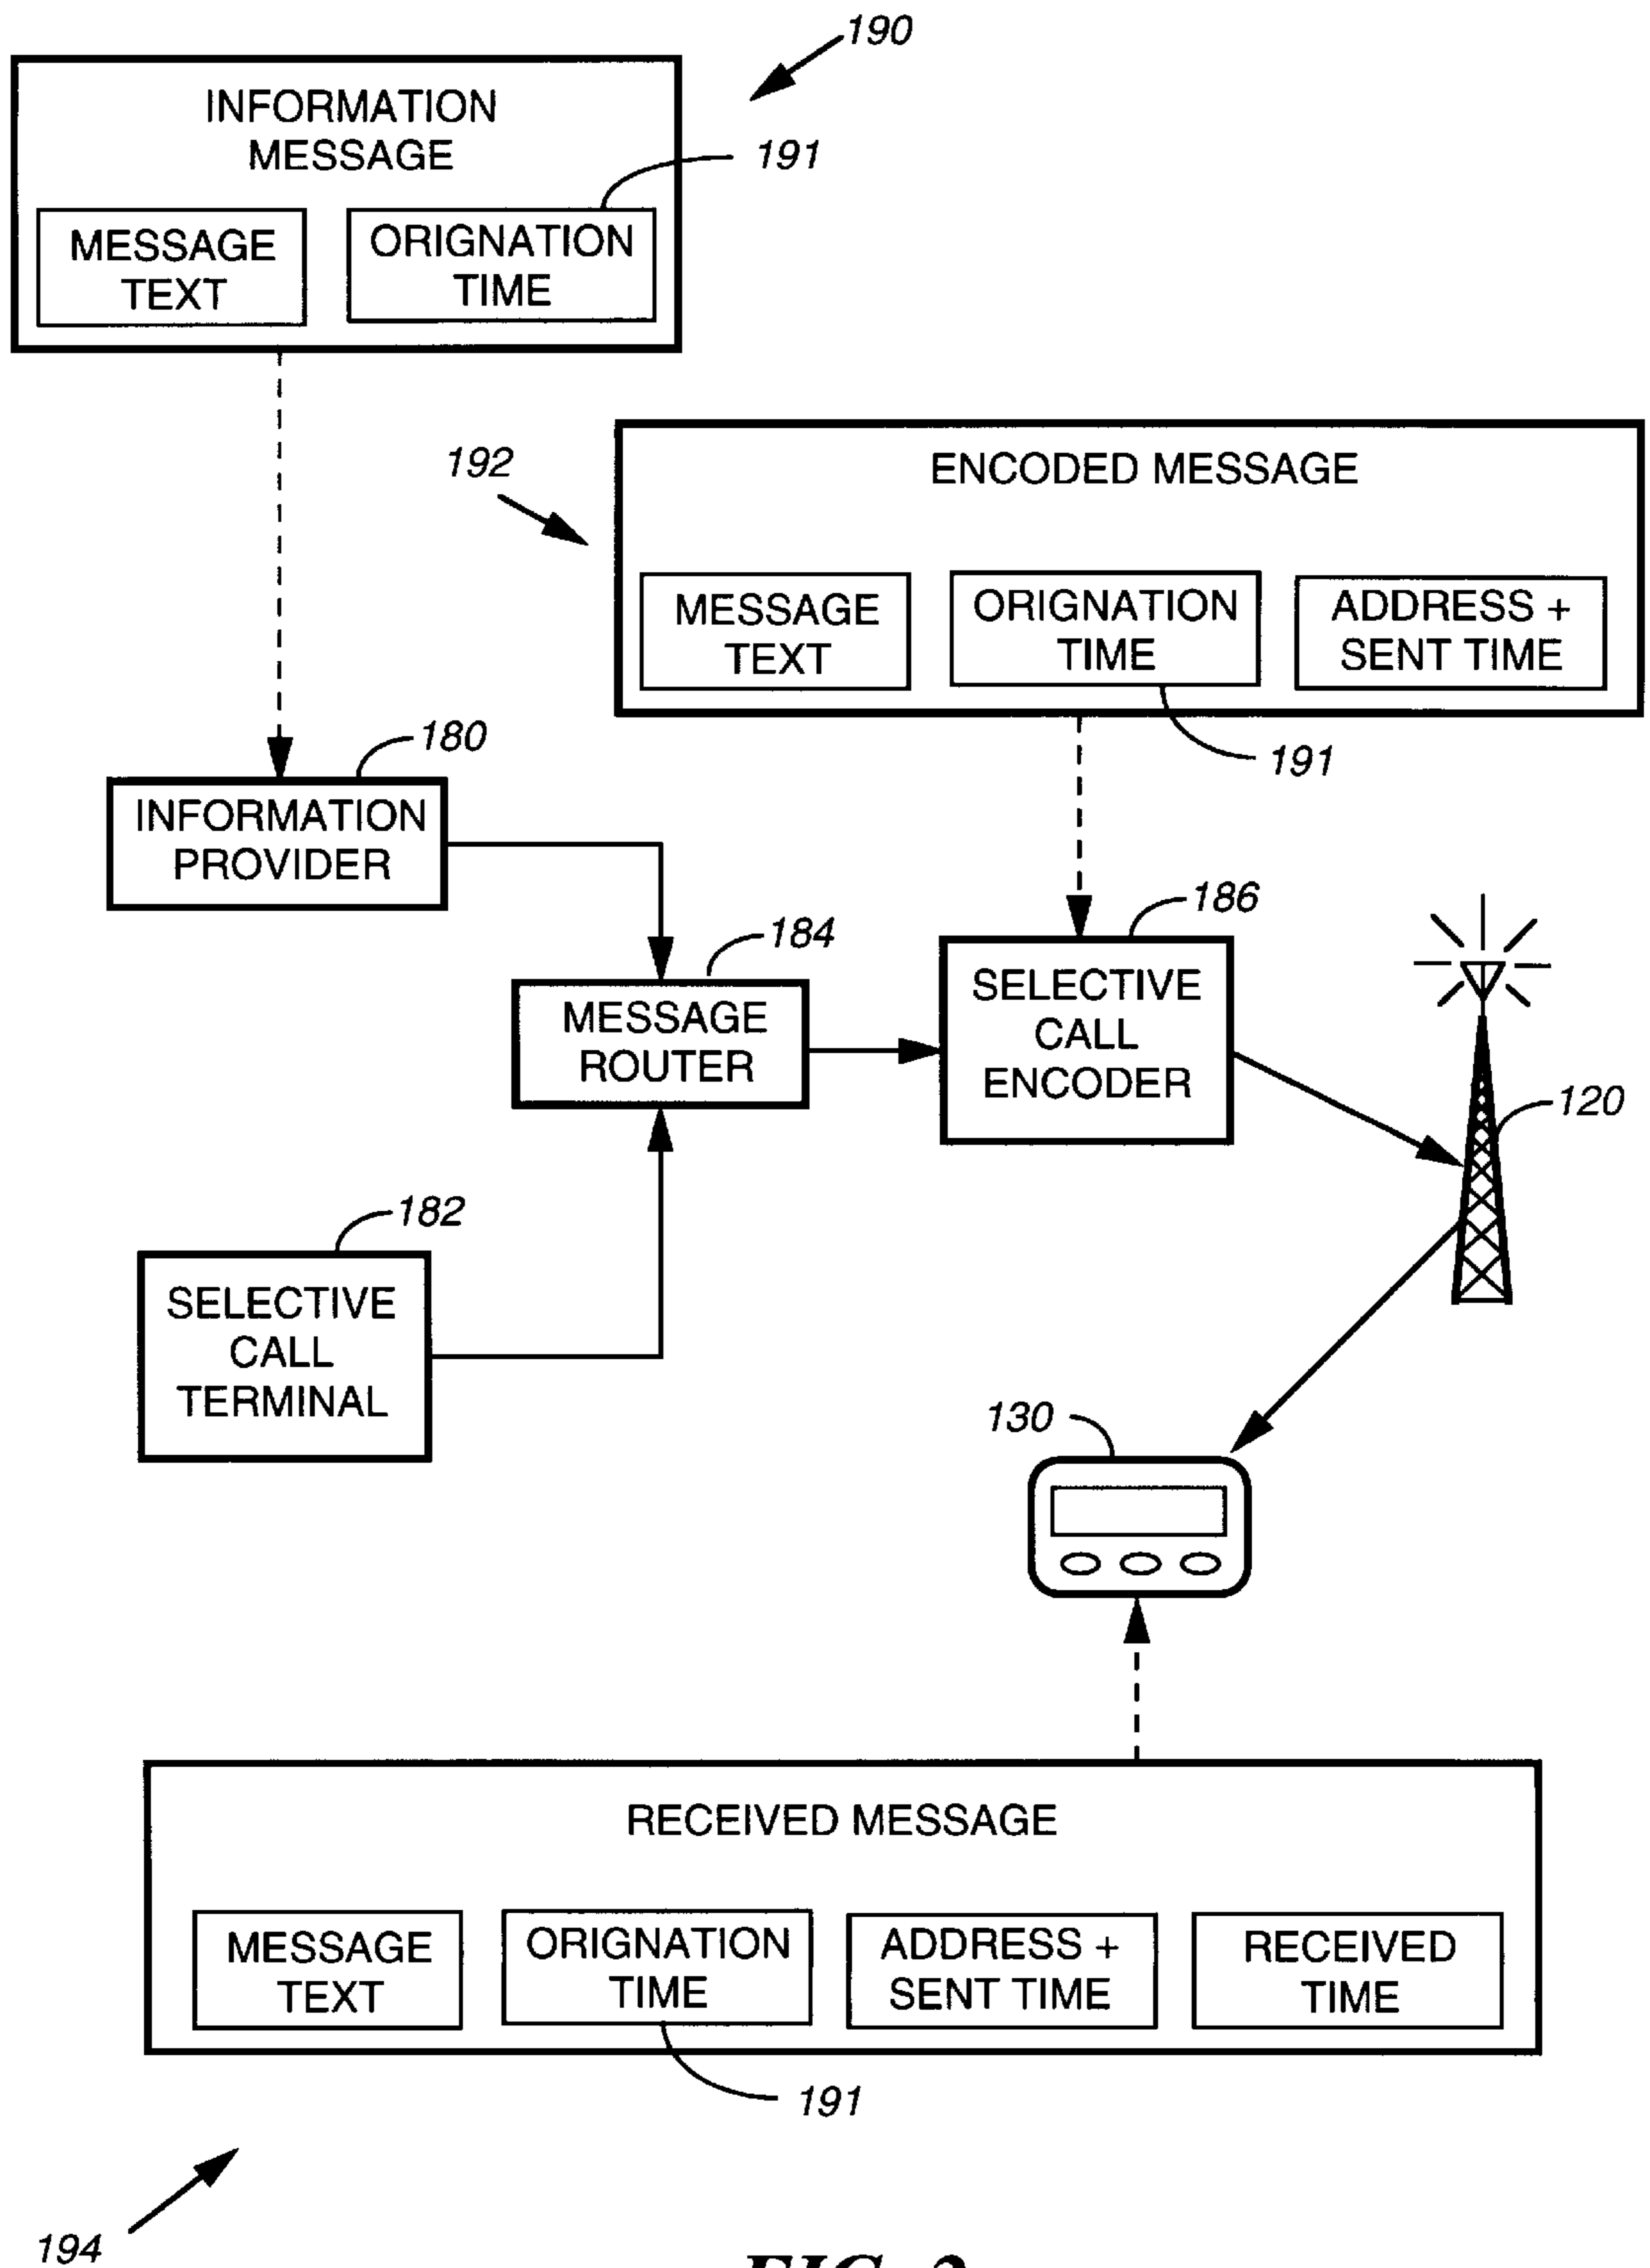 190
INFORMATION
MESSAGE
191
MESSAGE
TEXT
ORIGNATION
TIME
192
ENCODED MESSAGE
MESSAGE
TEXT
ORIGNATION
TIME
ADDRESS +
SENT TIME
191
180
INFORMATION
PROVIDER
184
MESSAGE
ROUTER
186
SELECTIVE
CALL
ENCODER
120
182
SELECTIVE
CALL
TERMINAL
130
RECEIVED MESSAGE
MESSAGE
TEXT
ORIGNATION
TIME
ADDRESS +
SENT TIME
RECEIVED
TIME
191
194